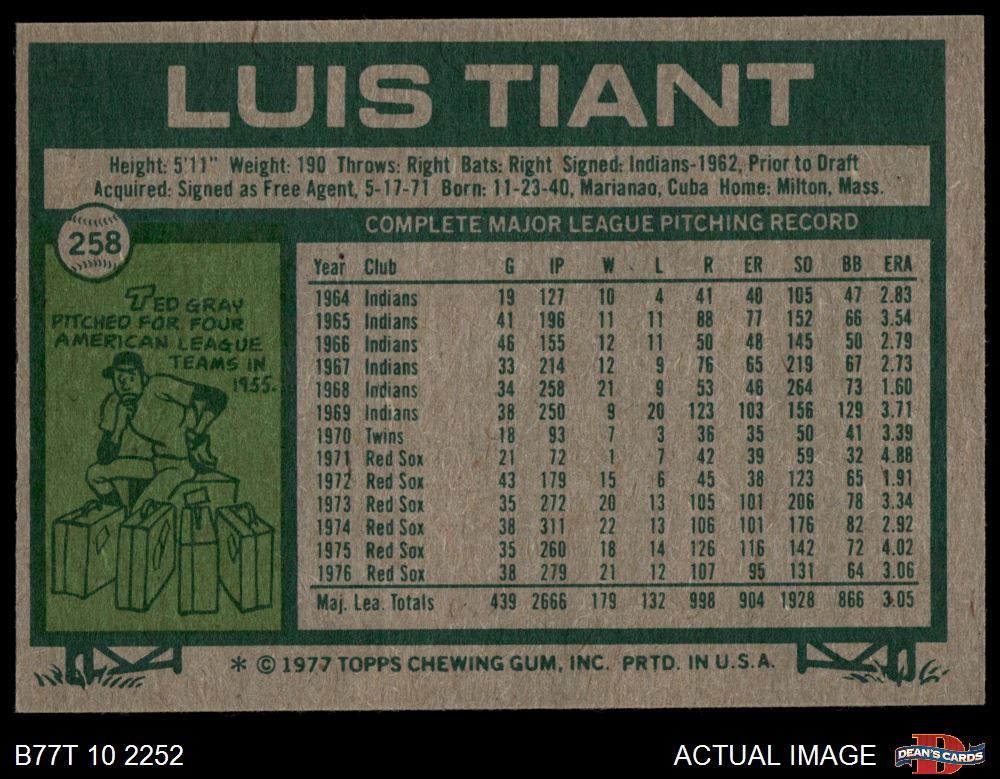 LUIS TIANT
Height: 5'11" Weight: 190 Throws: Right Bats: Right Signed: Indians-1962, Prior to Draft
Acquired: Signed as Free Agent, 5-17-71 Born: 11-23-40, Marianao, Cuba Home: Milton, Mass.
258
TED GRAY
PITCHED FOR FOUR
AMERICAN LEAGUE
TEAMS IN
1955.
COMPLETE MAJOR LEAGUE PITCHING RECORD
Year Club G IP W L R ER SO BB ERA
1964 Indians 19 127 10 4 41 40 105 47 2.83
1965 Indians 41 196 11 11 88 77 152 66 3.54
1966 Indians 46 155 12 11 50 48 145 50 2.79
1967 Indians 33 214 12 9 76 65 219 67 2.73
1968 Indians 34 258 21 9 53 46 264 73 1.60
1969 Indians 38 250 9 20 123 103 156 129 3.71
1970 Twins 18 93 7 3 36 35 50 41 3.39
1971 Red Sox 21 72 1 7 42 39 59 32 4.88
1972 Red Sox 43 179 15 6 45 38 123 65 1.91
1973 Red Sox 35 272 20 13 105 101 206 78 3.34
1974 Red Sox 38 311 22 13 106 101 176 82 2.92
1975 Red Sox 35 260 18 14 126 116 142 72 4.02
1976 Red Sox 38 279 21 12 107 95 131 64 3.06
Maj. Lea. Totals 439 2666 179 132 998 904 1928 866 3.05
* © 1977 TOPPS CHEWING GUM, INC. PRTD. IN U.S.A.
B77T 10 2252
ACTUAL IMAGE
D
DEAN'S CARDS